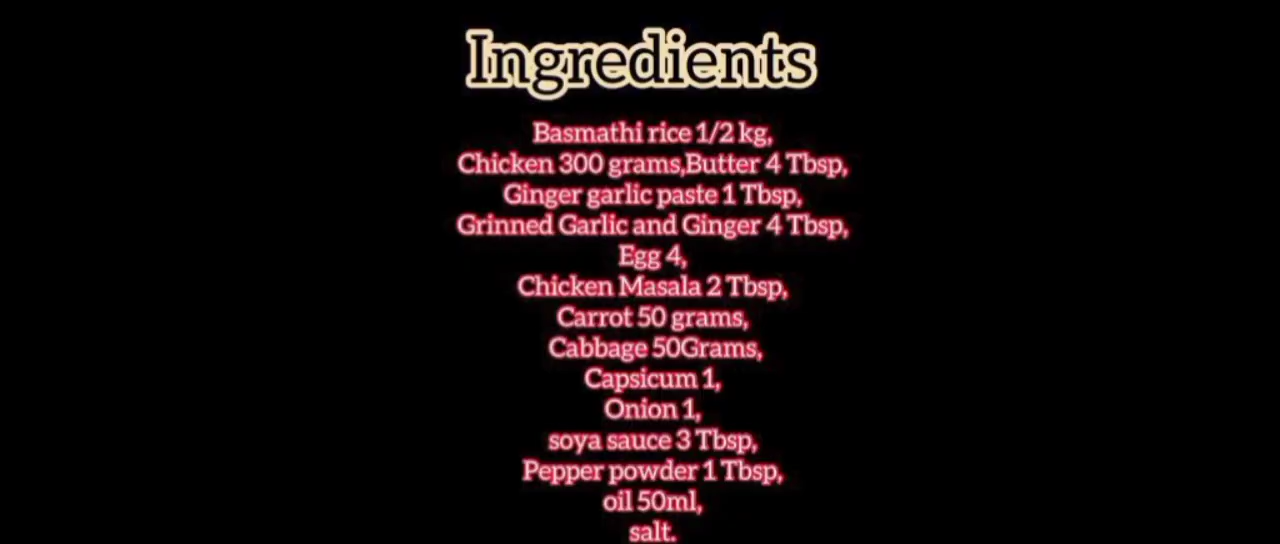 Ingredients
Basmathi rice 1/2 kg,
Chicken 300 grams,Butter 4 Tbsp,
Ginger garlic paste 1 Tbsp,
Grinned Garlic and Ginger 4 Tbsp,
Egg 4,
Chicken Masala 2 Tbsp,
Carrot 50 grams,
Cabbage 50Grams,
Capsicum 1,
Onion 1,
soya sauce 3 Tbsp,
Pepper powder 1 Tbsp,
oil 50ml,
salt.